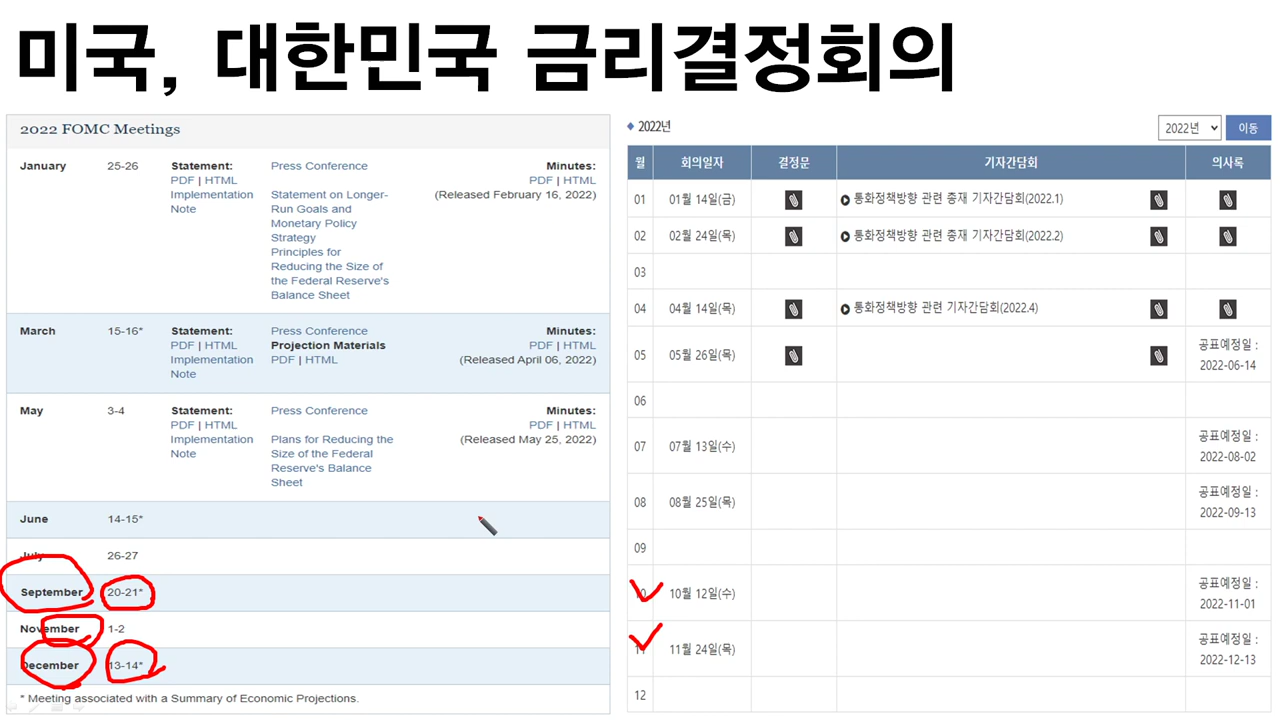 미국, 대한민국 금리결정회의
2022 FOMC Meetings
January 25-26 Statement: Press Conference Minutes:
PDF | HTML PDF | HTML
Implementation Statement on Longer- (Released February 16, 2022)
Note Run Goals and
Monetary Policy
Strategy
Principles for
Reducing the Size of
the Federal Reserve's
Balance Sheet
March 15-16* Statement: Press Conference Minutes:
PDF | HTML Projection Materials PDF | HTML
Implementation PDF | HTML (Released April 06, 2022)
Note
May 3-4 Statement: Press Conference Minutes:
PDF | HTML PDF | HTML
Implementation Plans for Reducing the (Released May 25, 2022)
Note Size of the Federal
Reserve's Balance
Sheet
June 14-15*
July 26-27
September 20-21*
November 1-2
December 13-14*
* Meeting associated with a Summary of Economic Projections.
2022년 2022년 이동
월 회의일자 결정문 기자간담회 의사록
01 01월 14일(금) 통화정책방향 관련 총재 기자간담회(2022.1)
02 02월 24일(목) 통화정책방향 관련 총재 기자간담회(2022.2)
03
04 04월 14일(목) 통화정책방향 관련 기자간담회(2022.4)
05 05월 26일(목) 공표예정일 :
2022-06-14
06
07 07월 13일(수) 공표예정일 :
2022-08-02
08 08월 25일(목) 공표예정일 :
2022-09-13
09
10 10월 12일(수) 공표예정일 :
2022-11-01
11 11월 24일(목) 공표예정일 :
2022-12-13
12